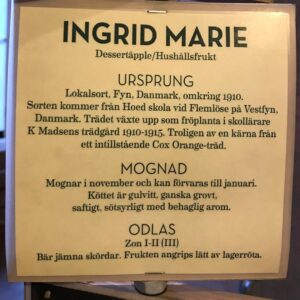 INGRID MARIE
Dessertäpple/Hushållsfrukt
URSPRUNG
Lokalsort, Fyn, Danmark, omkring 1910.
Sorten kommer från Hoed skola vid Flemlöse på Vestfyn,
Danmark. Trädet växte upp som fröplanta i skollärare
K Madsens trädgård 1910-1915. Troligen av en kärna från
ett intillstående Cox Orange-träd.
MOGNAD
Mognar i november och kan förvaras till januari.
Köttet är gulvitt, ganska grovt,
saftigt, sötsyrligt med behaglig arom.
ODLAS
Zon I-II (III)
Bär jämna skördar. Frukten angrips lätt av lagerröta.